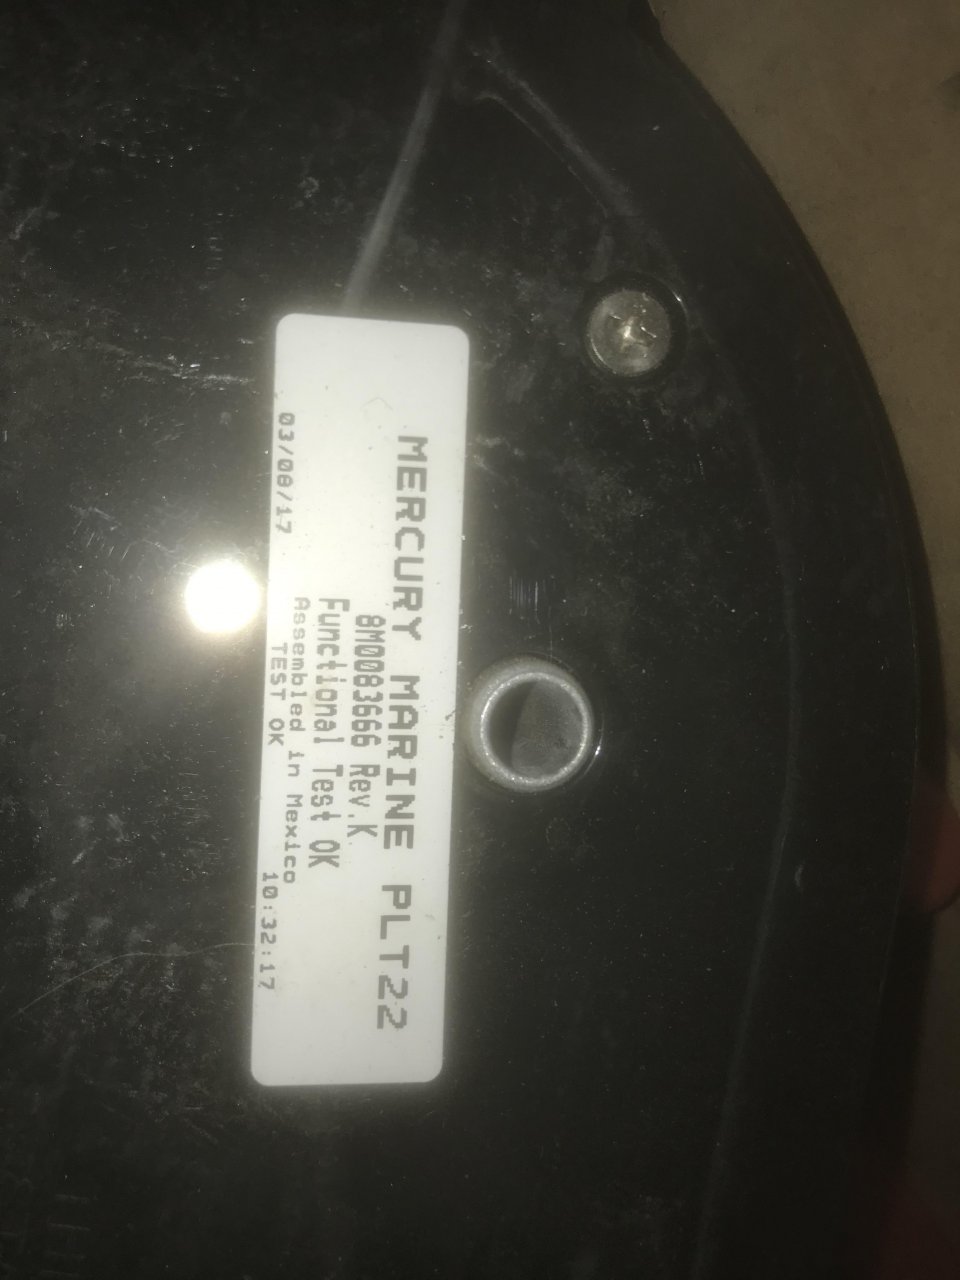 MERCURY MARINE PLT22
8M0083666 Rev.K
Functional Test OK
Assembled in Mexico
03/08/17 TEST OK 10:32:17